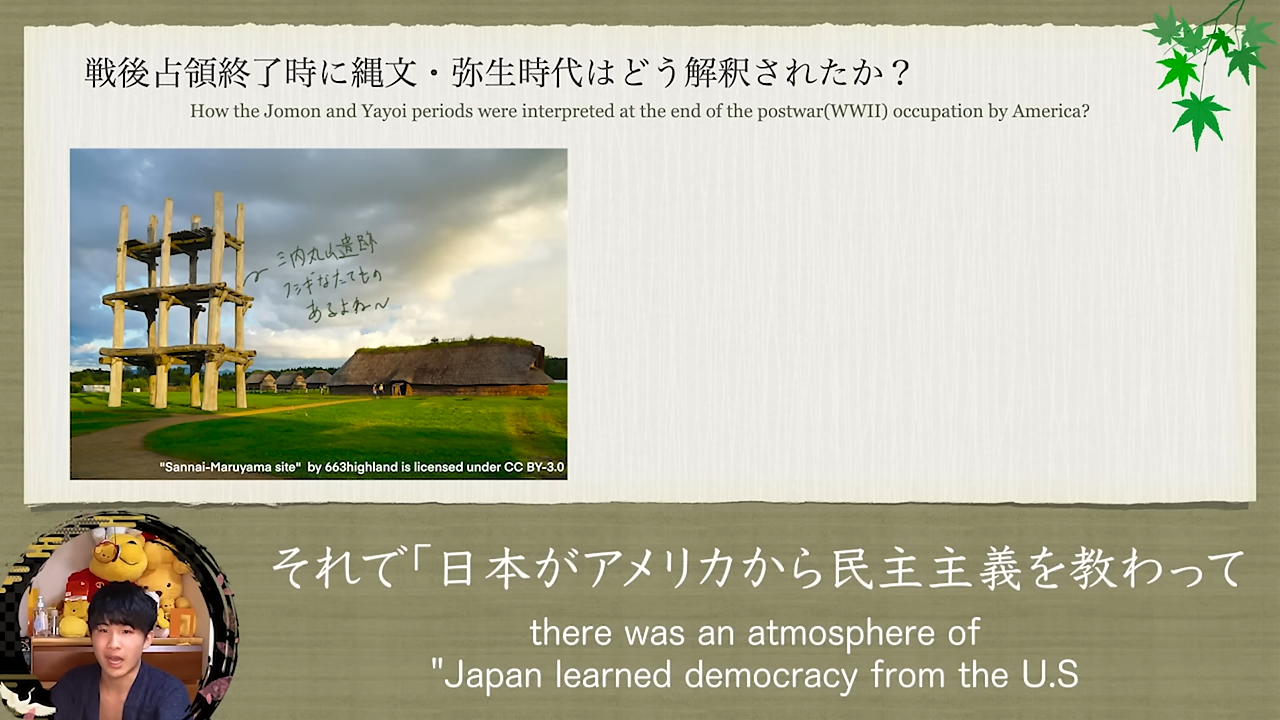 戦後占領終了時に縄文・弥生時代はどう解釈されたか?
How the Jomon and Yayoi periods were interpreted at the end of the postwar(WWII) occupation by America?
三内丸山遺跡
フシギなたてもの
あるよね〜
"Sannai-Maruyama site" by 663highland is licensed under CC BY-3.0
それで「日本がアメリカから民主主義を教わって
there was an atmosphere of
"Japan learned democracy from the U.S